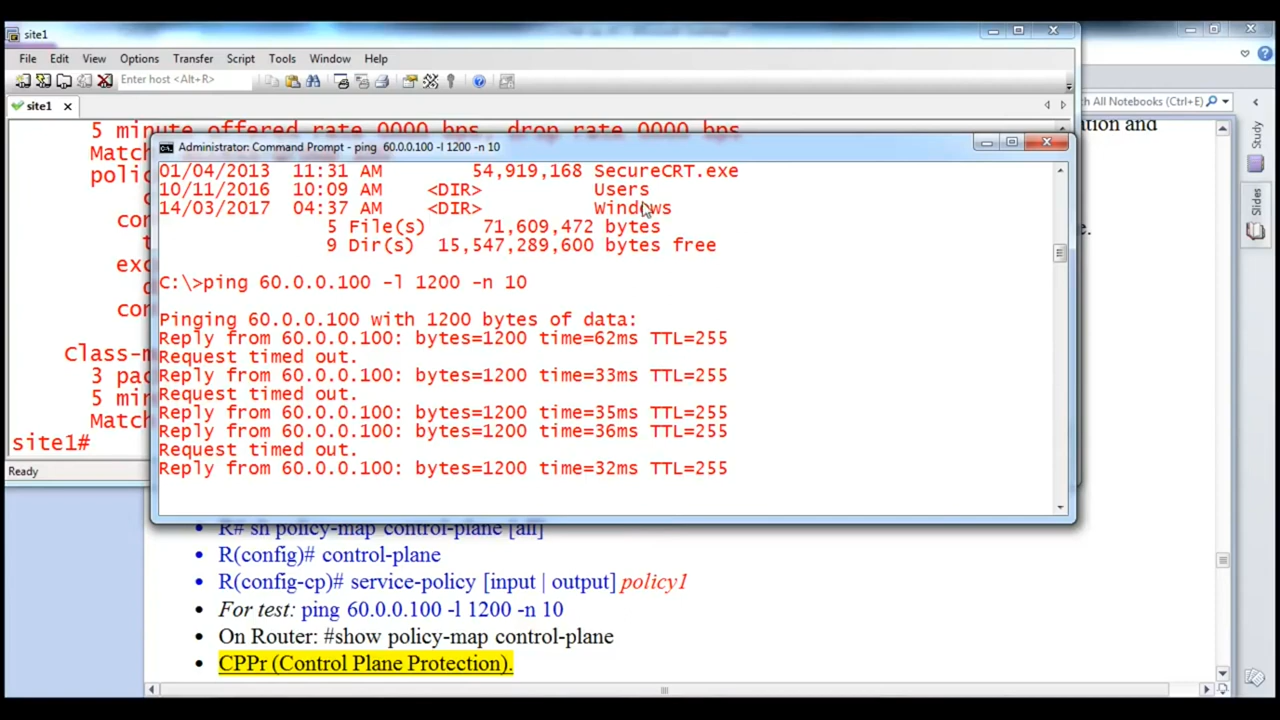 site1
File Edit View Options Transfer Script Tools Window Help
Enter host <Alt+R>
ch All Notebooks (Ctrl+E)
site1
5 minute offered rate 0000 bps, drop rate 0000 bps
ation and
Study
Administrator: Command Prompt - ping 60.0.0.100 -l 1200 -n 10
Match
01/04/2013 11:31 AM 54,919,168 SecureCRT.exe
poli
10/11/2016 10:09 AM <DIR> Users
14/03/2017 04:37 AM <DIR> Windows
Slides
5 File(s) 71,609,472 bytes
e.
9 Dir(s) 15,547,289,600 bytes free
C:\>ping 60.0.0.100 -l 1200 -n 10
Pinging 60.0.0.100 with 1200 bytes of data:
Reply from 60.0.0.100: bytes=1200 time=62ms TTL=255
Class-m
Request timed out.
3 pac
Reply from 60.0.0.100: bytes=1200 time=33ms TTL=255
5 min
Request timed out.
Reply from 60.0.0.100: bytes=1200 time=35ms TTL=255
Match
Reply from 60.0.0.100: bytes=1200 time=36ms TTL=255
site1#
Request timed out.
Reply from 60.0.0.100: bytes=1200 time=32ms TTL=255
Ready
• R# sh policy-map control-plane [all]
• R(config)# control-plane
• R(config-cp)# service-policy [input | output] policy1
• For test: ping 60.0.0.100 -l 1200 -n 10
• On Router: #show policy-map control-plane
• CPPr (Control Plane Protection).